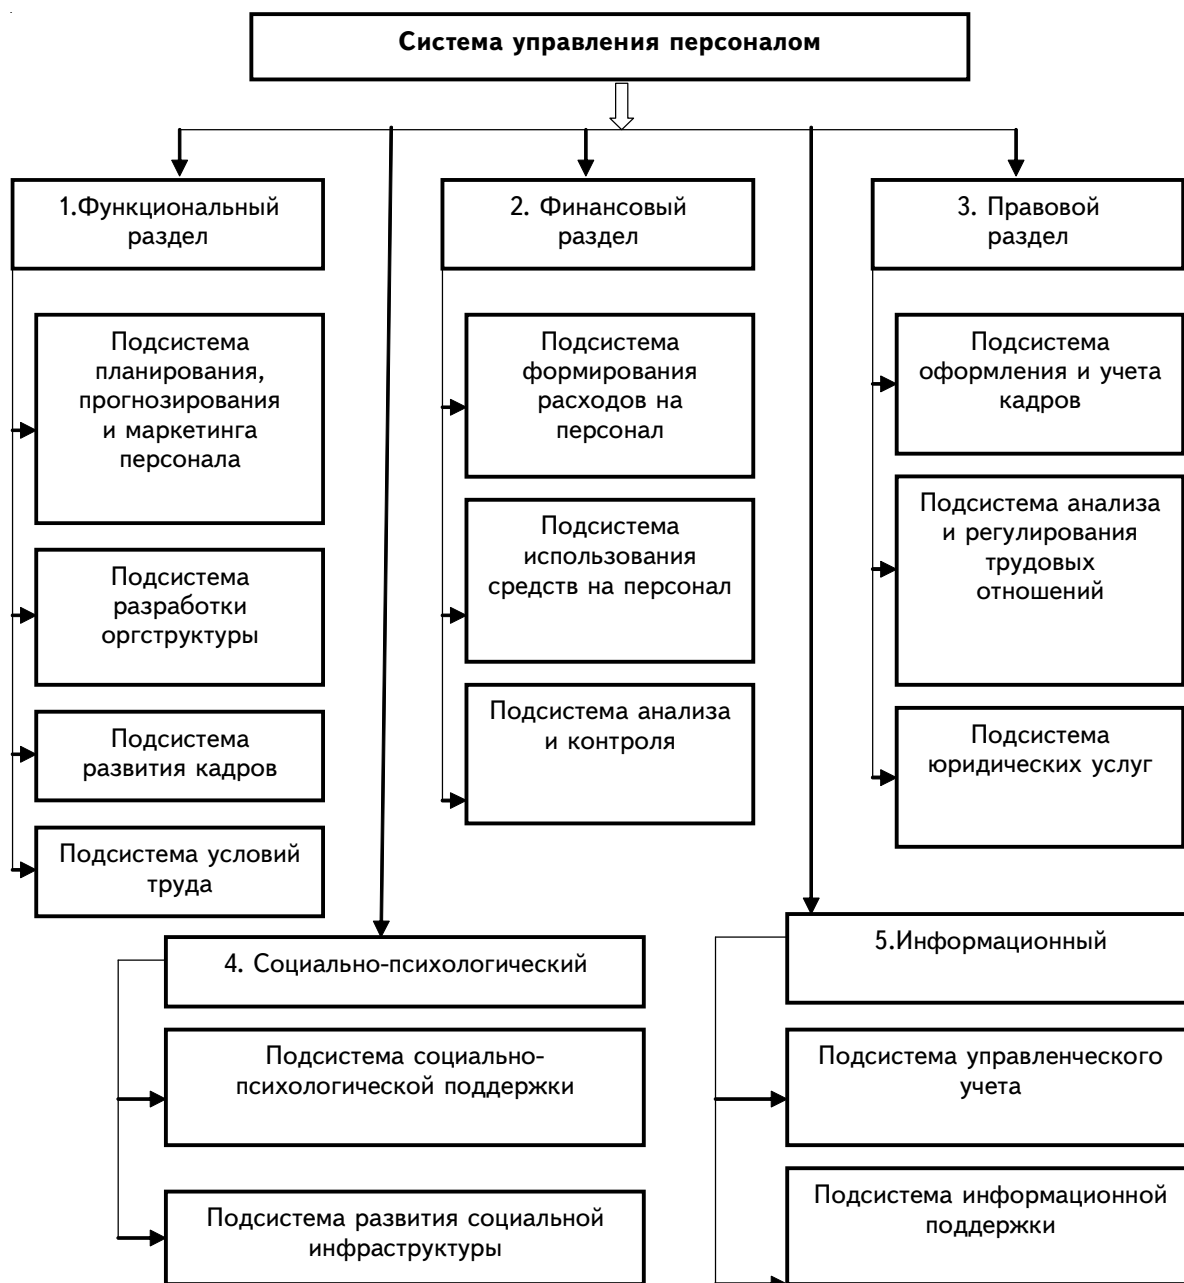 Система управления персоналом
1.Функциональный
раздел
Подсистема
планирования,
прогнозирования
и маркетинга
персонала
Подсистема
разработки
оргструктуры
Подсистема
развития кадров
Подсистема условий
труда
2. Финансовый
раздел
Подсистема
формирования
расходов на
персонал
Подсистема
использования
средств на персонал
Подсистема анализа
и контроля
3. Правовой
раздел
Подсистема
оформления и учета
кадров
Подсистема анализа
и регулирования
трудовых
отношений
Подсистема
юридических услуг
4. Социально-психологический
Подсистема социально-
психологической поддержки
Подсистема развития социальной
инфраструктуры
5.Информационный
Подсистема управленческого
учета
Подсистема информационной
поддержки